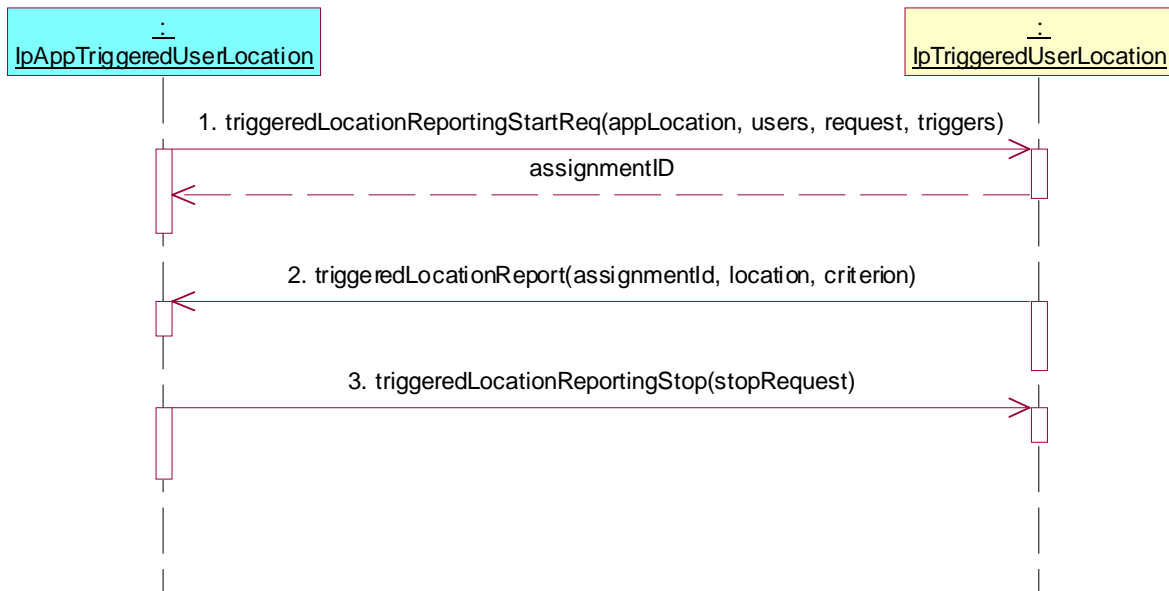 :
IpAppTriggeredUserLocation
:
IpTriggeredUserLocation
1. triggeredLocationReportingStartReq(appLocation, users, request, triggers)
assignmentID
2. triggeredLocationReport(assignmentId, location, criterion)
3. triggeredLocationReportingStop(stopRequest)